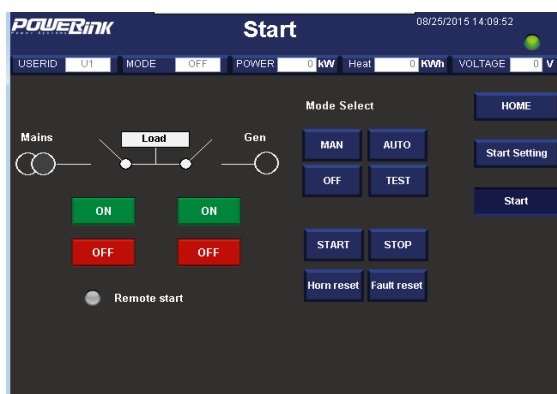 POWERLink
Power Systems
Start
08/25/2015 14:09:52
USERID U1 MODE OFF POWER 0 kW Heat 0 KWh VOLTAGE 0 V
Mode Select
HOME
Mains Load Gen
MAN AUTO
Start Setting
OFF TEST
ON ON
Start
OFF OFF
START STOP
Horn reset Fault reset
Remote start